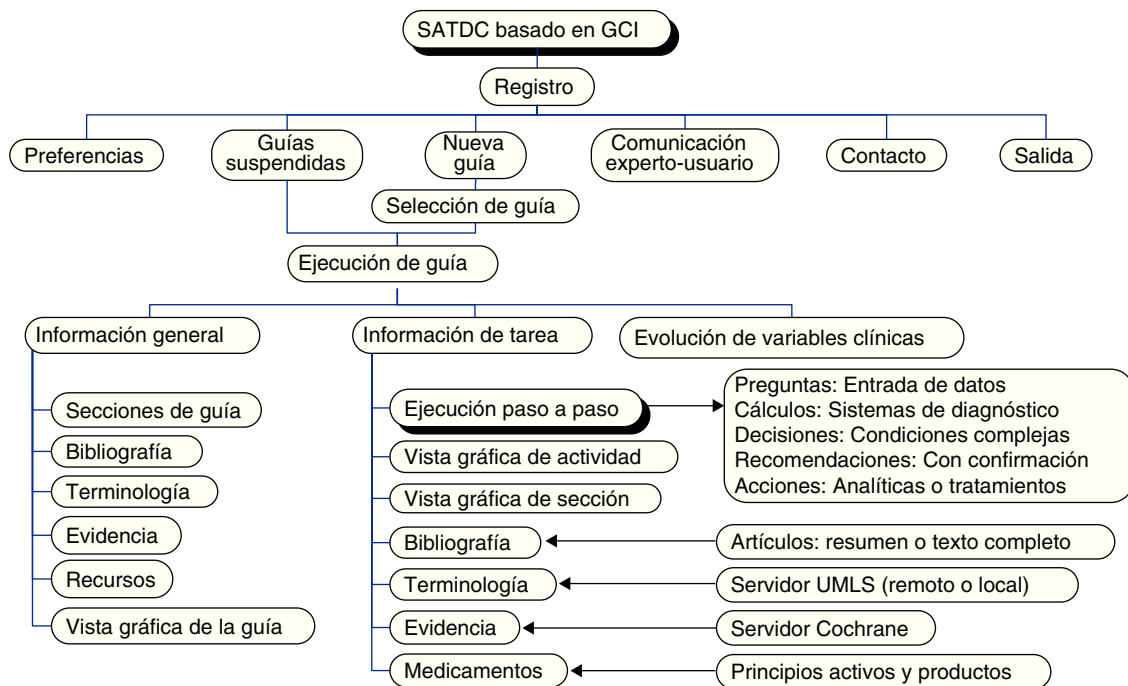 SATDC basado en GCI
Registro
Preferencias
Guías
suspendidas
Nueva
guía
Comunicación
experto-usuario
Contacto
Salida
Selección de guía
Ejecución de guía
Información general
Información de tarea
Evolución de variables clínicas
Secciones de guía
Bibliografía
Terminología
Evidencia
Recursos
Vista gráfica de la guía
Ejecución paso a paso
Vista gráfica de actividad
Vista gráfica de sección
Bibliografía
Terminología
Evidencia
Medicamentos
Preguntas: Entrada de datos
Cálculos: Sistemas de diagnóstico
Decisiones: Condiciones complejas
Recomendaciones: Con confirmación
Acciones: Analíticas o tratamientos
Artículos: resumen o texto completo
Servidor UMLS (remoto o local)
Servidor Cochrane
Principios activos y productos